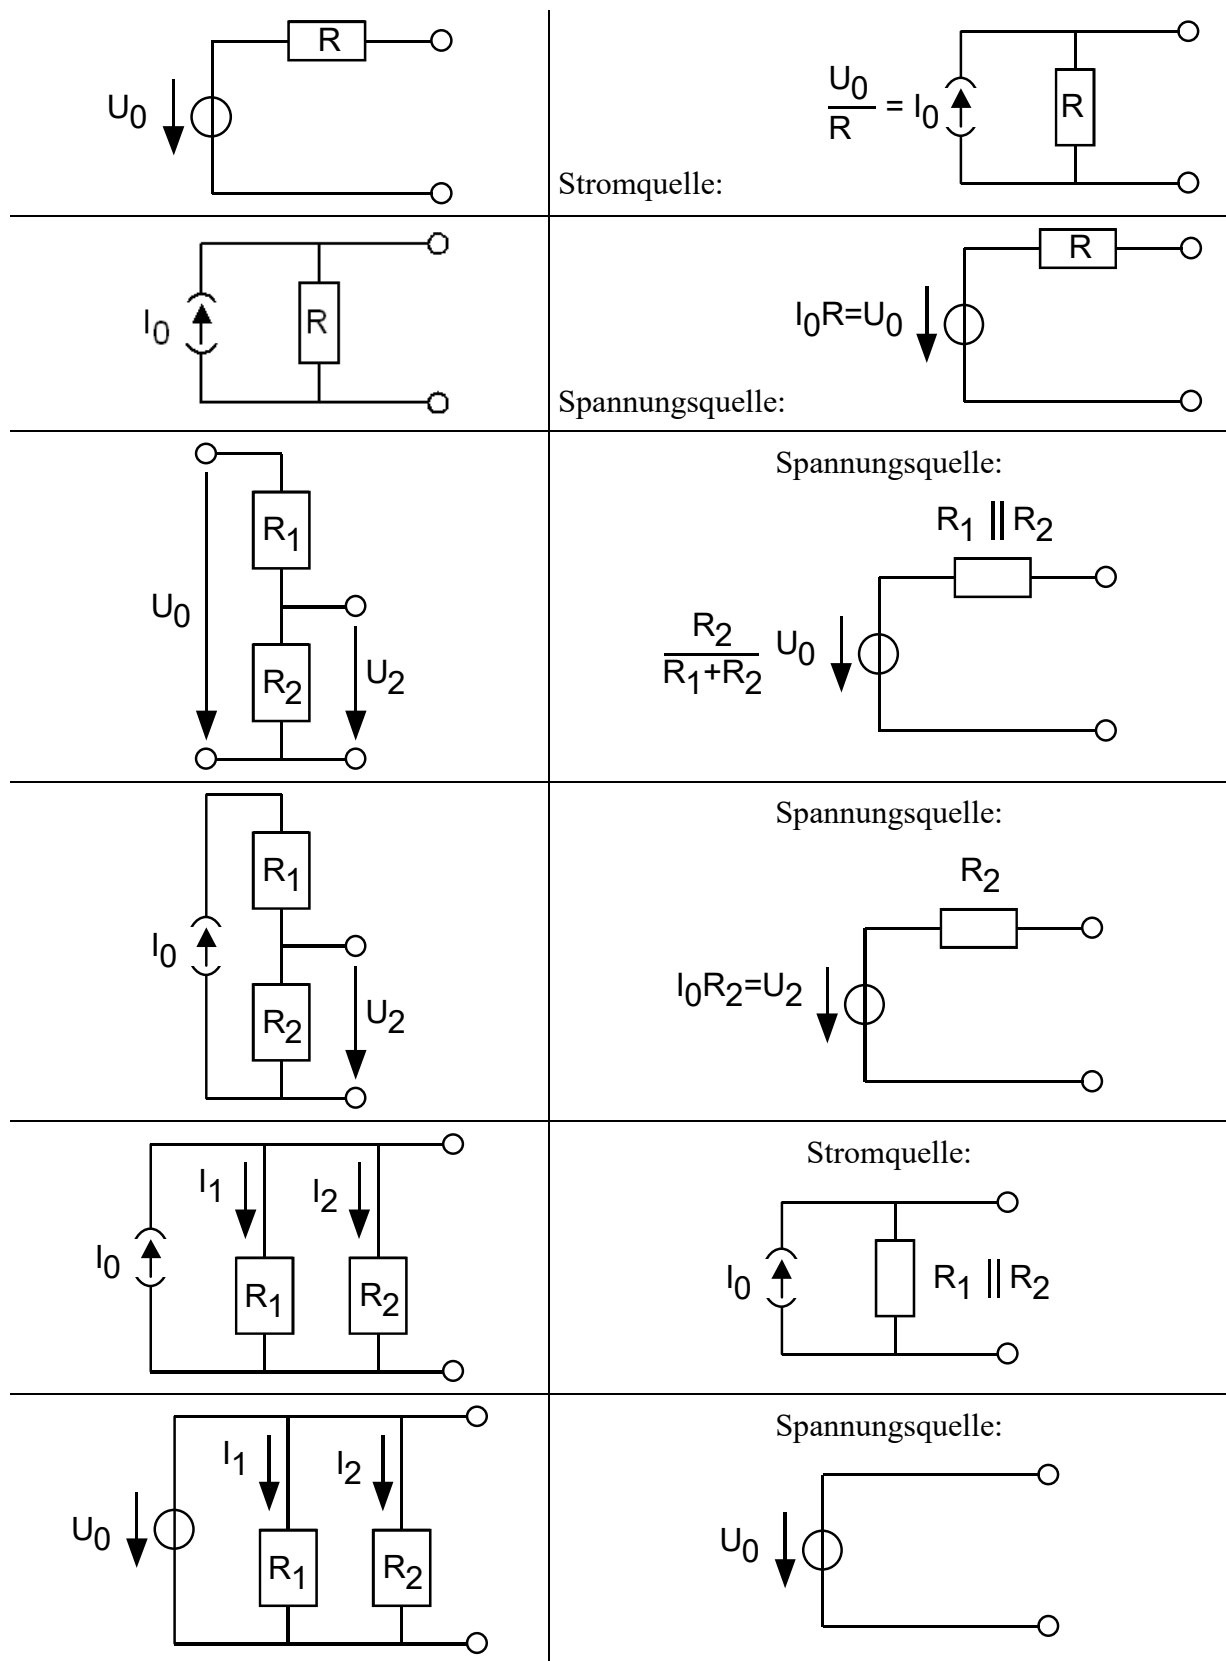 R
U0
U0
R
= I0
R
Stromquelle:
I0
R
R
I0R=U0
Spannungsquelle:
U0
R1
R2
U2
Spannungsquelle:
R1 || R2
R2
R1+R2
U0
I0
R1
R2
U2
Spannungsquelle:
R2
I0R2=U2
I1
I2
I0
R1
R2
Stromquelle:
I0
R1 || R2
I1
I2
U0
R1
R2
Spannungsquelle:
U0